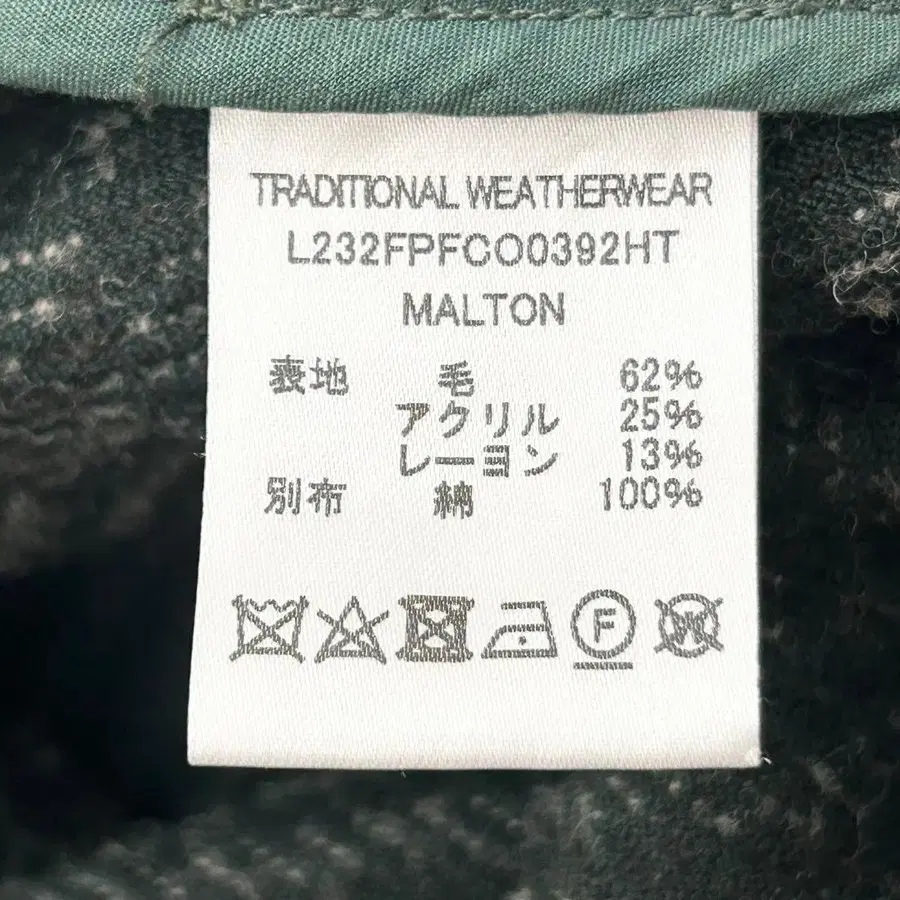 TRADITIONAL WEATHERWEAR
L232FPFCO0392HT
MALTON
表地 毛 62%
アクリル 25%
レーヨン 13%
別布 綿 100%
F
W